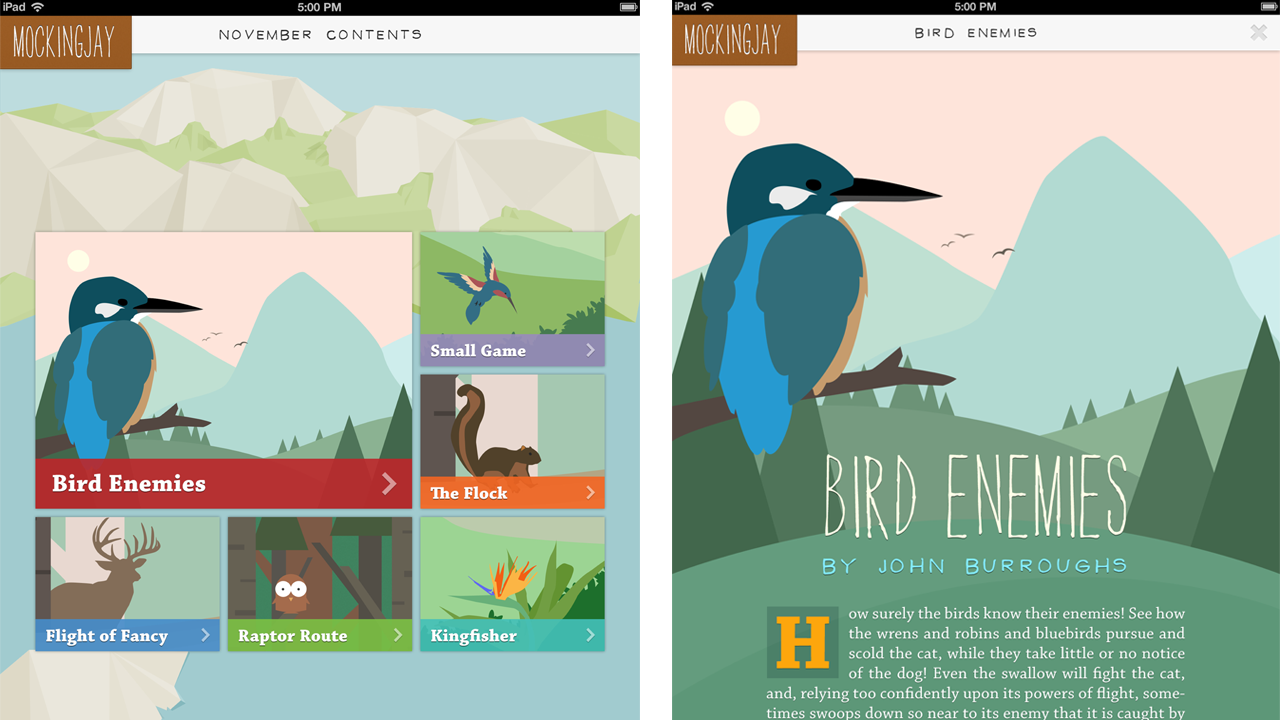 iPad 5:00 PM
MOCKINGJAY
NOVEMBER CONTENTS
Bird Enemies
Small Game
The Flock
Flight of Fancy
Raptor Route
Kingfisher
iPad 5:00 PM
MOCKINGJAY
BIRD ENEMIES
BIRD ENEMIES
BY JOHN BURROUGHS
How surely the birds know their enemies! See how
the wrens and robins and bluebirds pursue and
scold the cat, while they take little or no notice
of the dog! Even the swallow will fight the cat,
and, relying too confidently upon its powers of flight, some-
times swoops down so near to its enemy that it is caught by